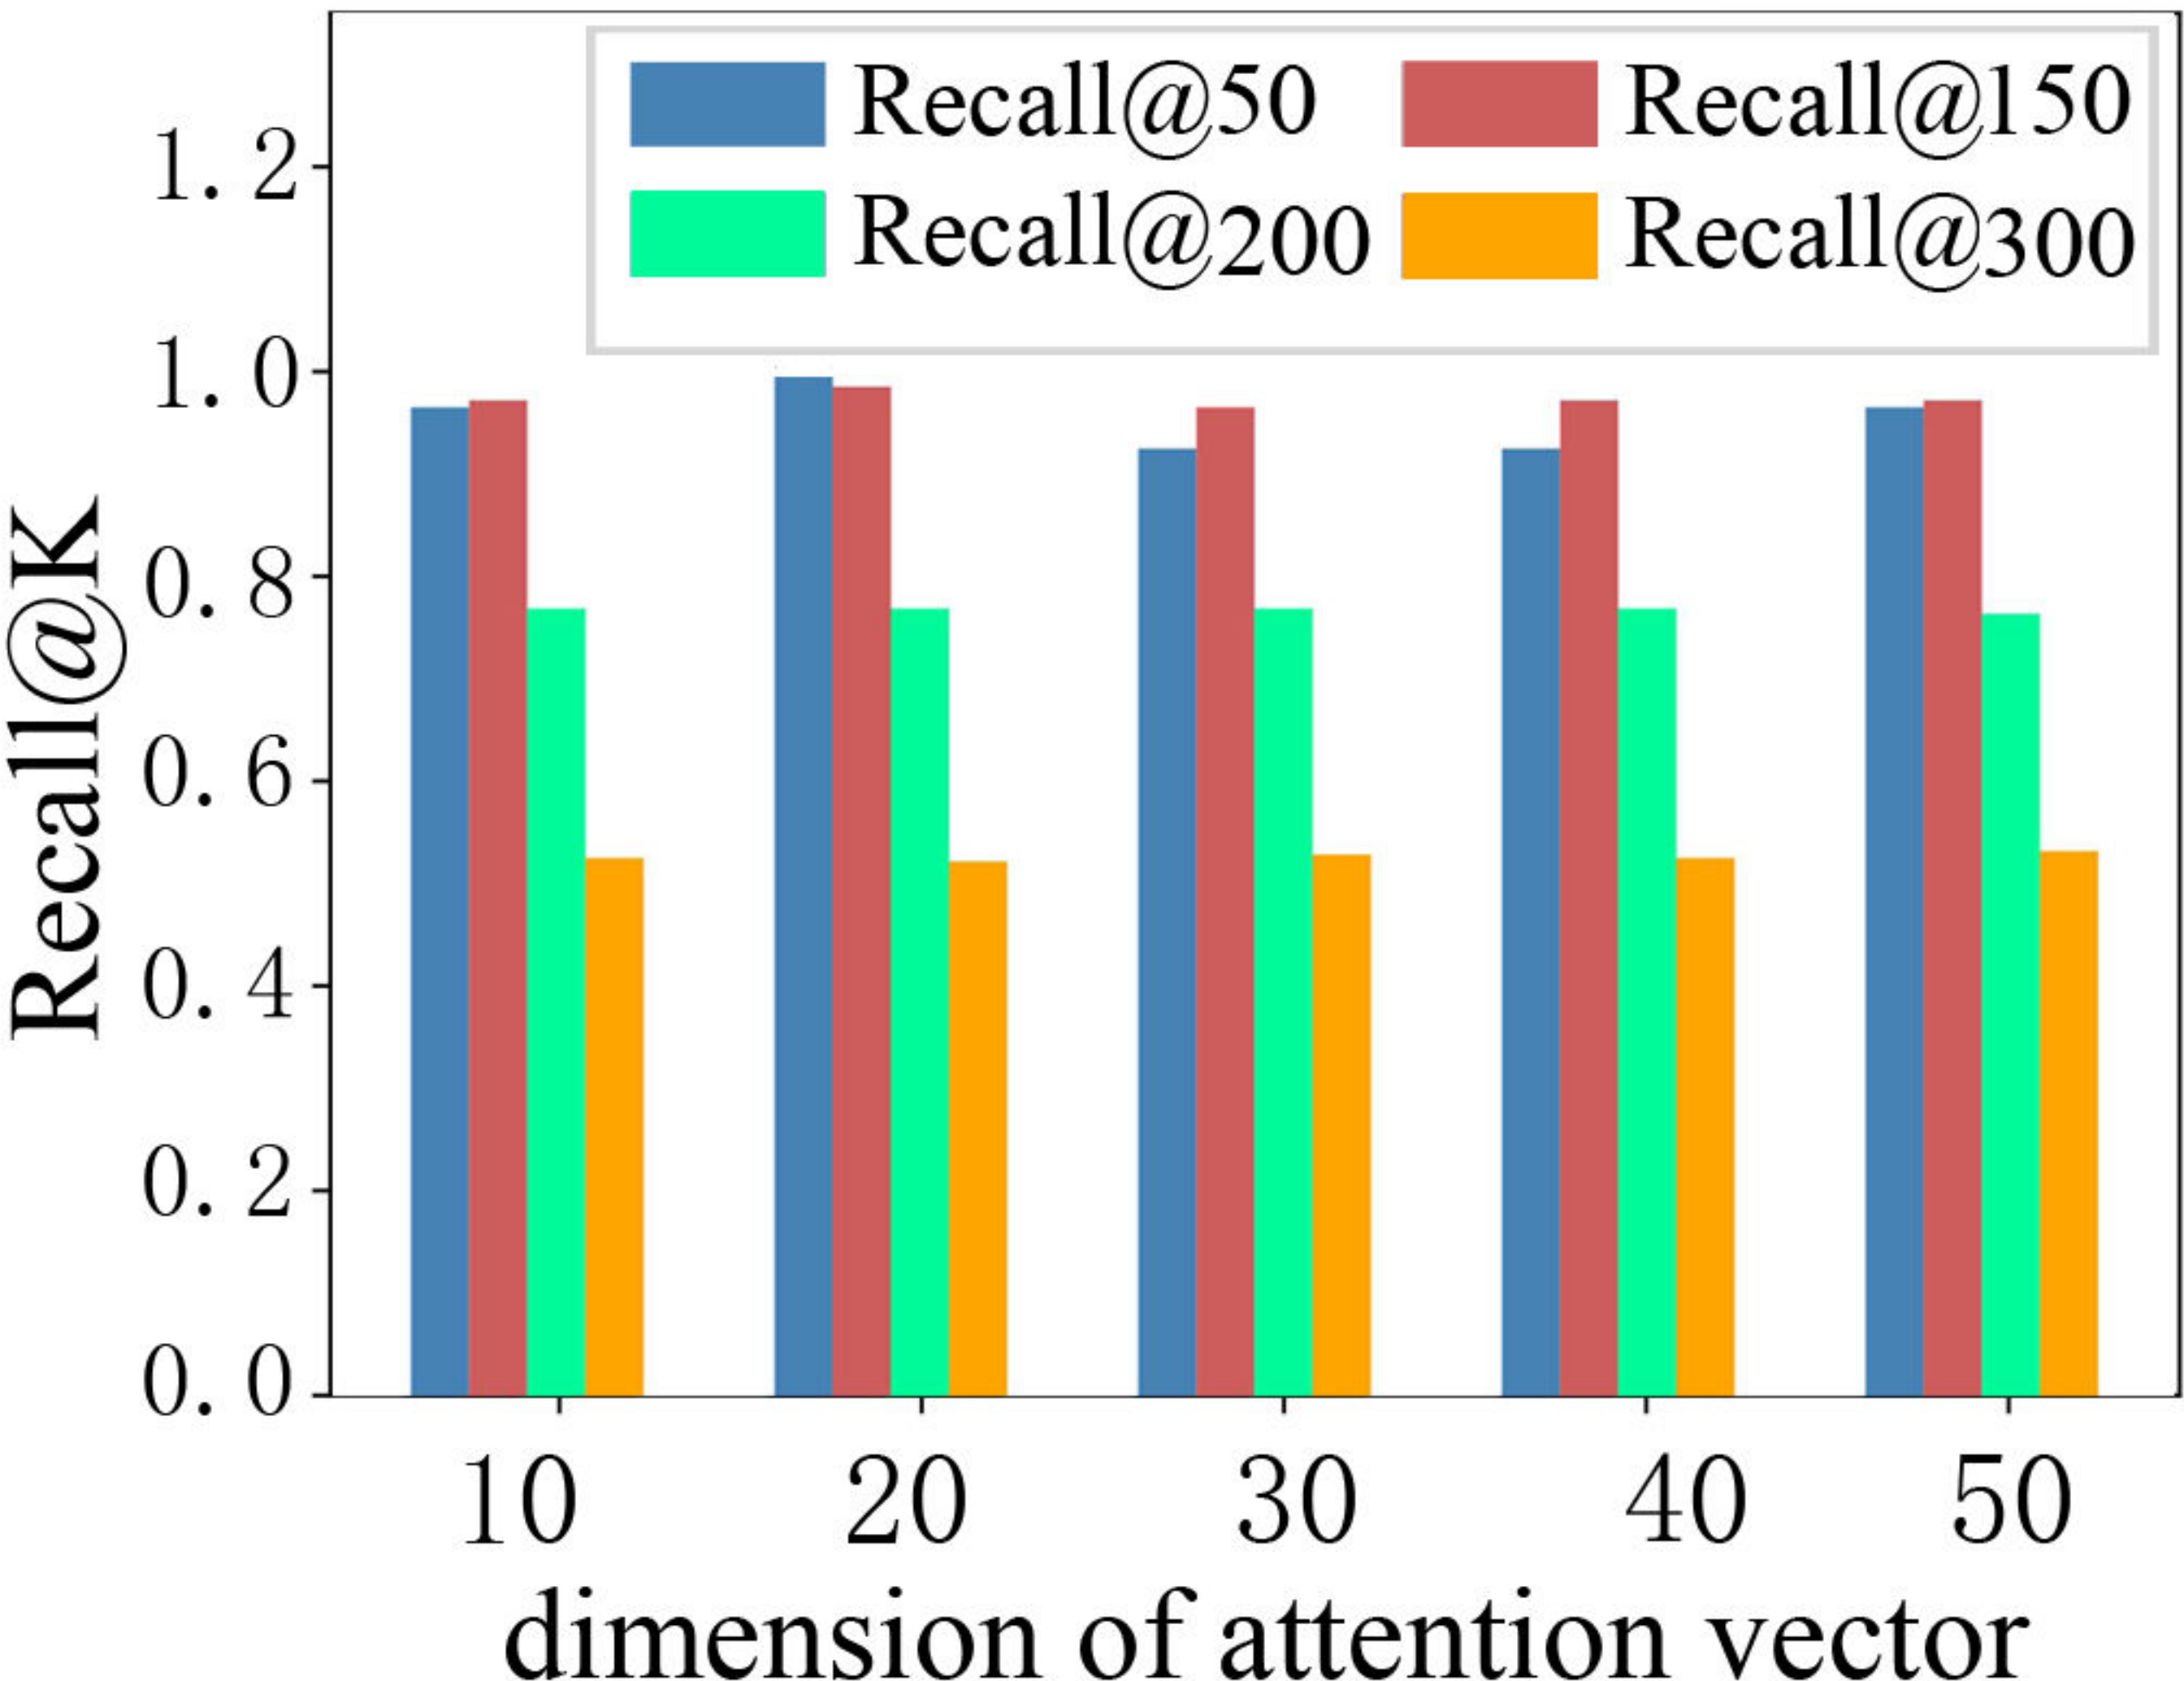 Recall@50 Recall@150
Recall@200 Recall@300
1.2
1.0
0.8
0.6
0.4
0.2
0.0
Recall@K
10 20 30 40 50
dimension of attention vector